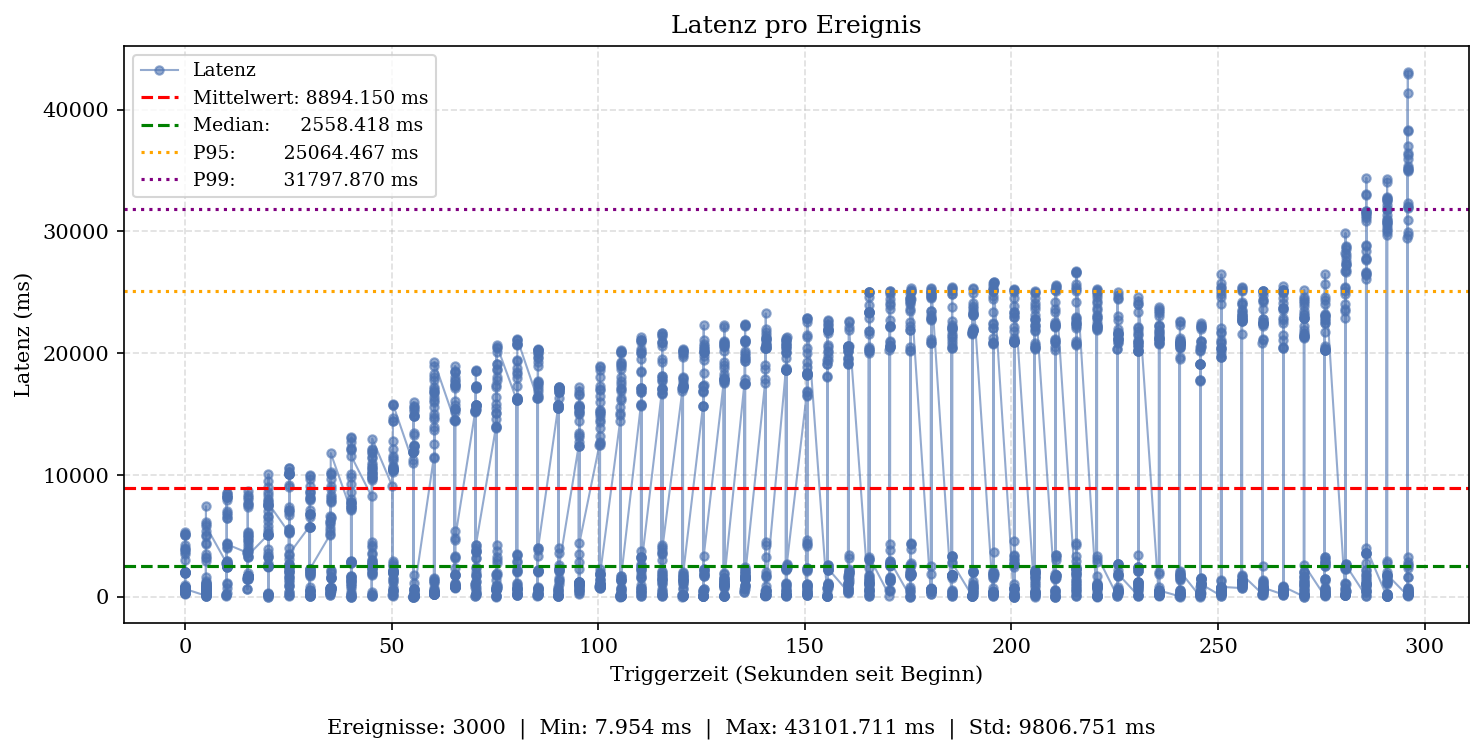 Latenz pro Ereignis
Latenz
Mittelwert: 8894.150 ms
Median: 2558.418 ms
P95: 25064.467 ms
P99: 31797.870 ms
Latenz (ms)
40000
30000
20000
10000
0
0 50 100 150 200 250 300
Triggerzeit (Sekunden seit Beginn)
Ereignisse: 3000 | Min: 7.954 ms | Max: 43101.711 ms | Std: 9806.751 ms